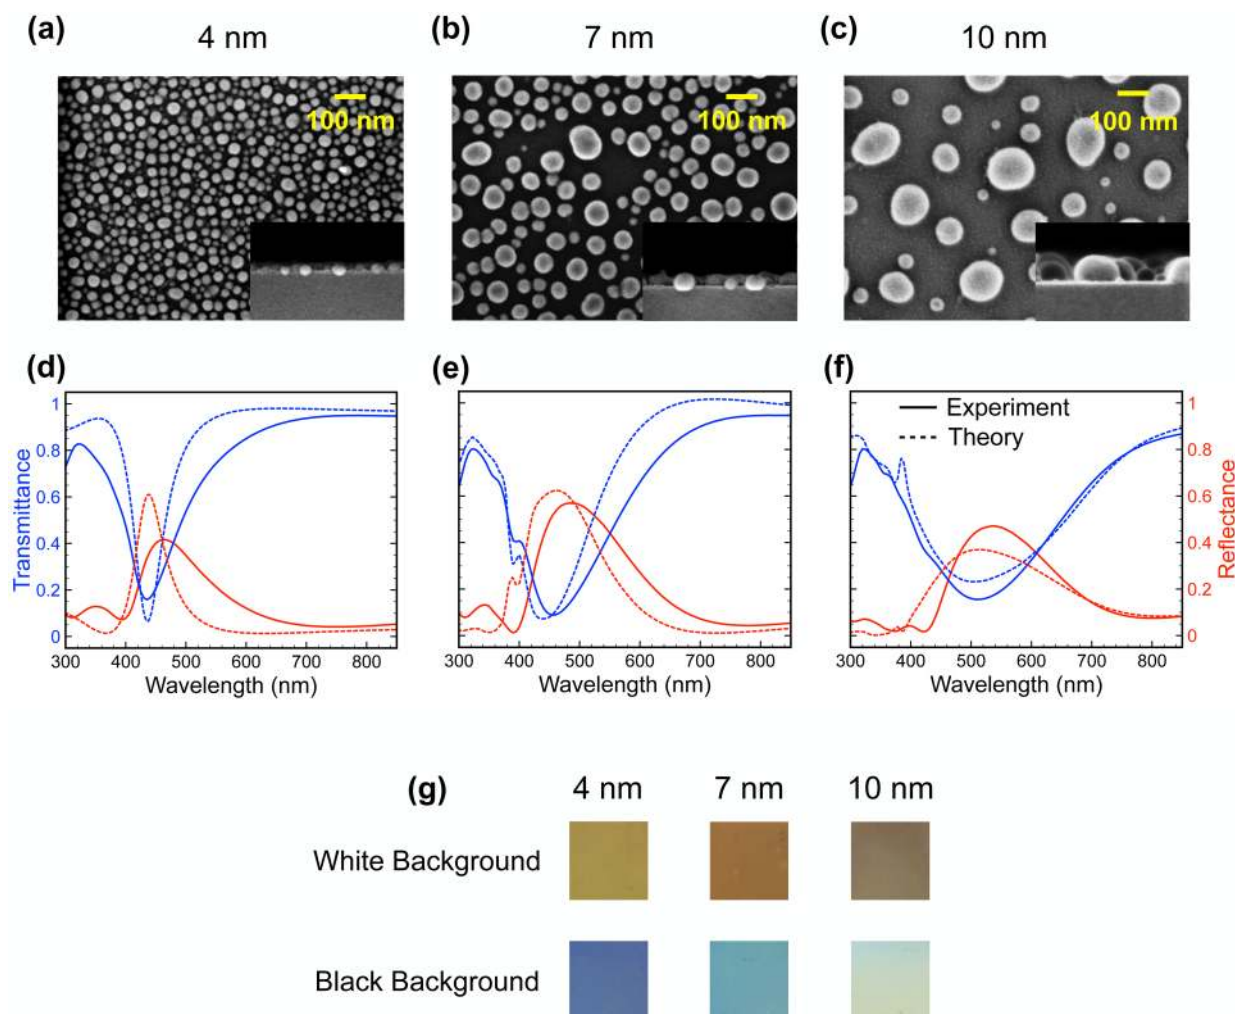 (a) 4 nm (b) 7 nm (c) 10 nm
100 nm 100 nm 100 nm
(d) (e) (f)
1 1
0.8 0.8
0.6 0.6
0.4 0.4
0.2 0.2
0 0
Transmittance
Experiment
Theory
Reflectance
300 400 500 600 700 800 300 400 500 600 700 800 300 400 500 600 700 800
Wavelength (nm) Wavelength (nm) Wavelength (nm)
(g) 4 nm 7 nm 10 nm
White Background
Black Background